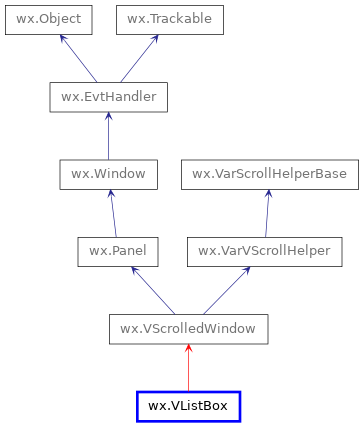 wx.Object
wx.Trackable
wx.EvtHandler
wx.Window
wx.VarScrollHelperBase
wx.Panel
wx.VarVScrollHelper
wx.VScrolledWindow
wx.VListBox